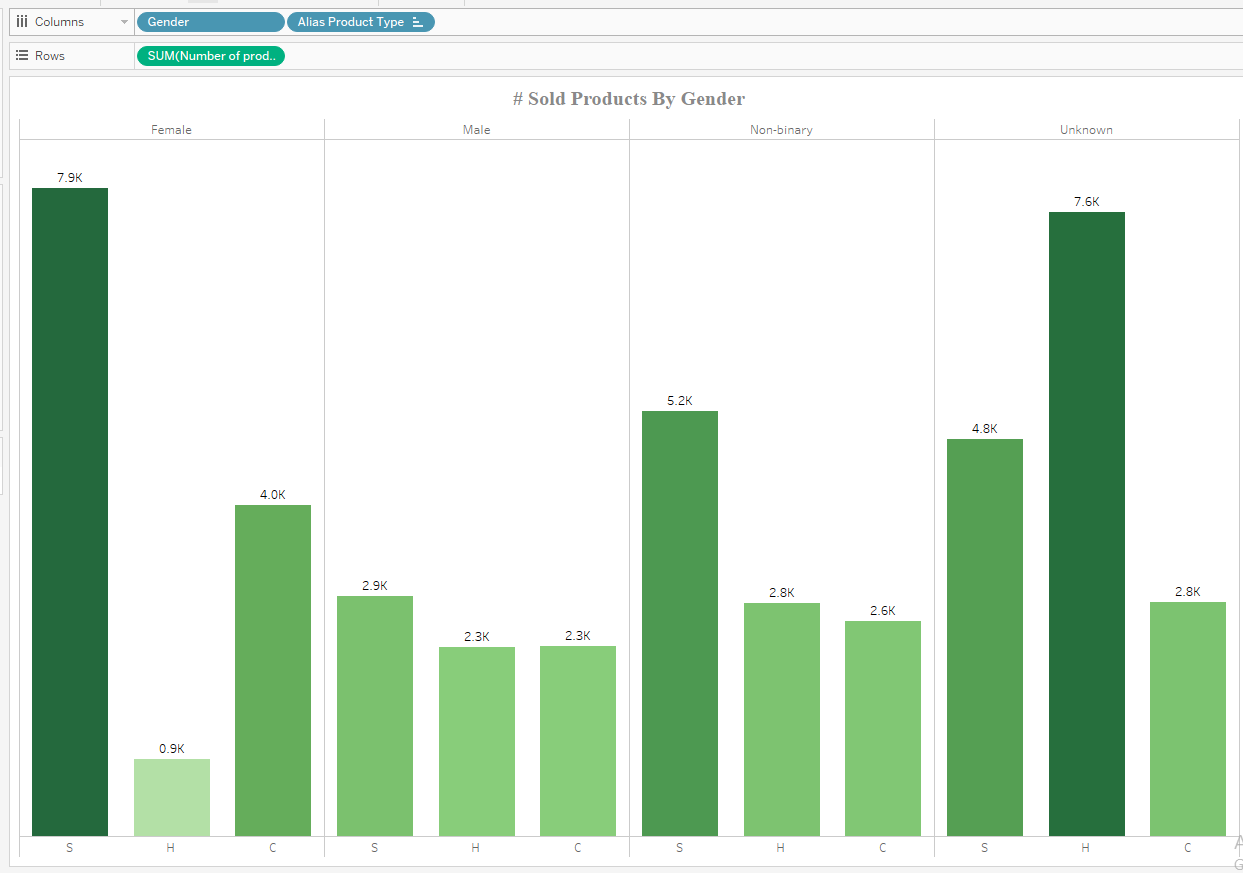 Columns Gender Alias Product Type
Rows SUM(Number of prod..
# Sold Products By Gender
Female Male Non-binary Unknown
7.9K
7.6K
5.2K
4.8K
4.0K
2.9K
2.8K 2.8K
2.6K
2.3K 2.3K
0.9K
S H C S H C S H C S H C